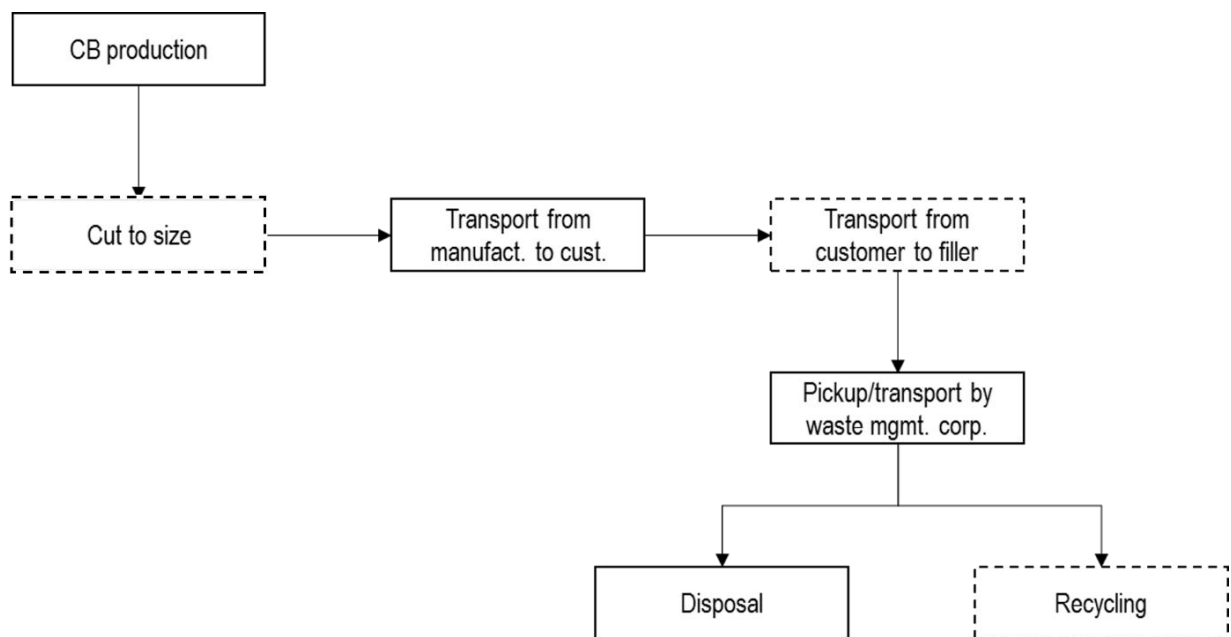 CB production
Cut to size
Transport from
manufact. to cust.
Transport from
customer to filler
Pickup/transport by
waste mgmt. corp.
Disposal
Recycling